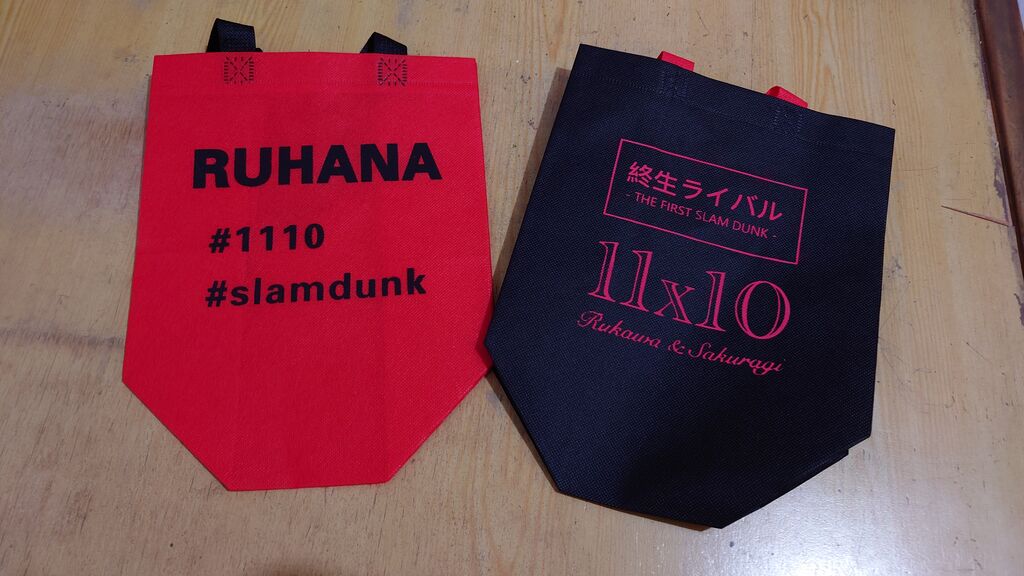 RUHANA
#1110
#slamdunk
終生ライバル
- THE FIRST SLAM DUNK -
11x10
Rukawa & Sakuragi